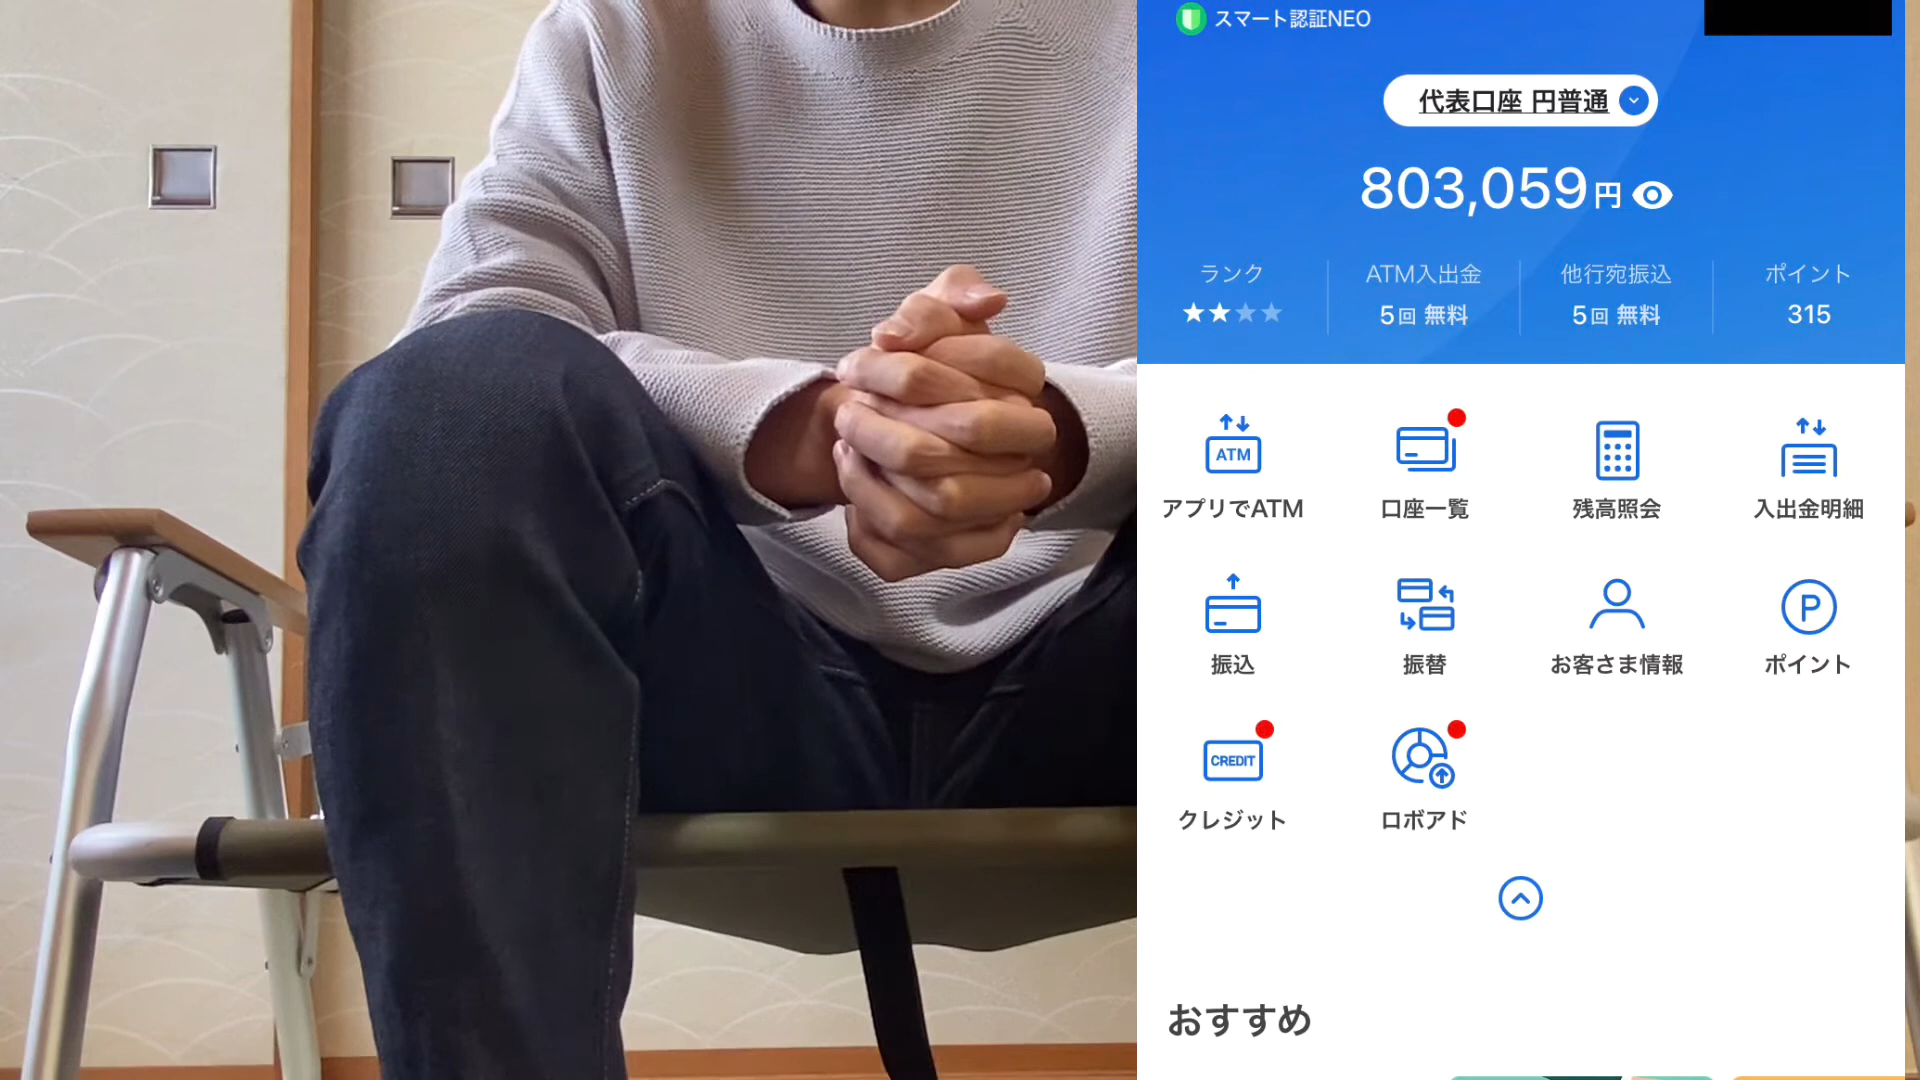 スマート認証NEO
代表口座 円普通
803,059円
ランク
ATM入出金
5回 無料
他行宛振込
5回 無料
ポイント
315
ATM
アプリでATM
口座一覧
残高照会
入出金明細
振込
振替
お客さま情報
P
ポイント
CREDIT
クレジット
ロボアド
おすすめ